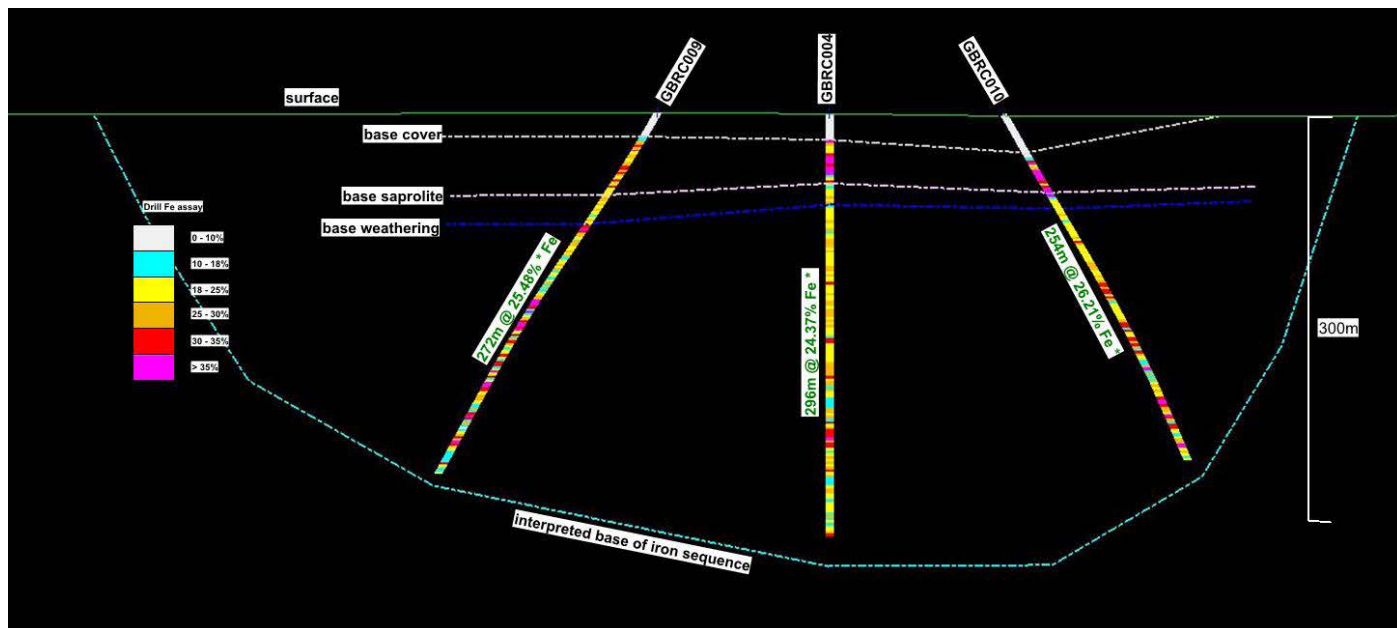 GBRC009
GBRC004
GBRC010
surface
base cover
base saprolite
Drill Fe assay
base weathering
0 - 10%
10 - 18%
18 - 25%
25 - 30%
30 - 35%
> 35%
272m @ 25.48% * Fe
296m @ 24.37% Fe *
254m @ 26.21% Fe *
300m
interpreted base of iron sequence